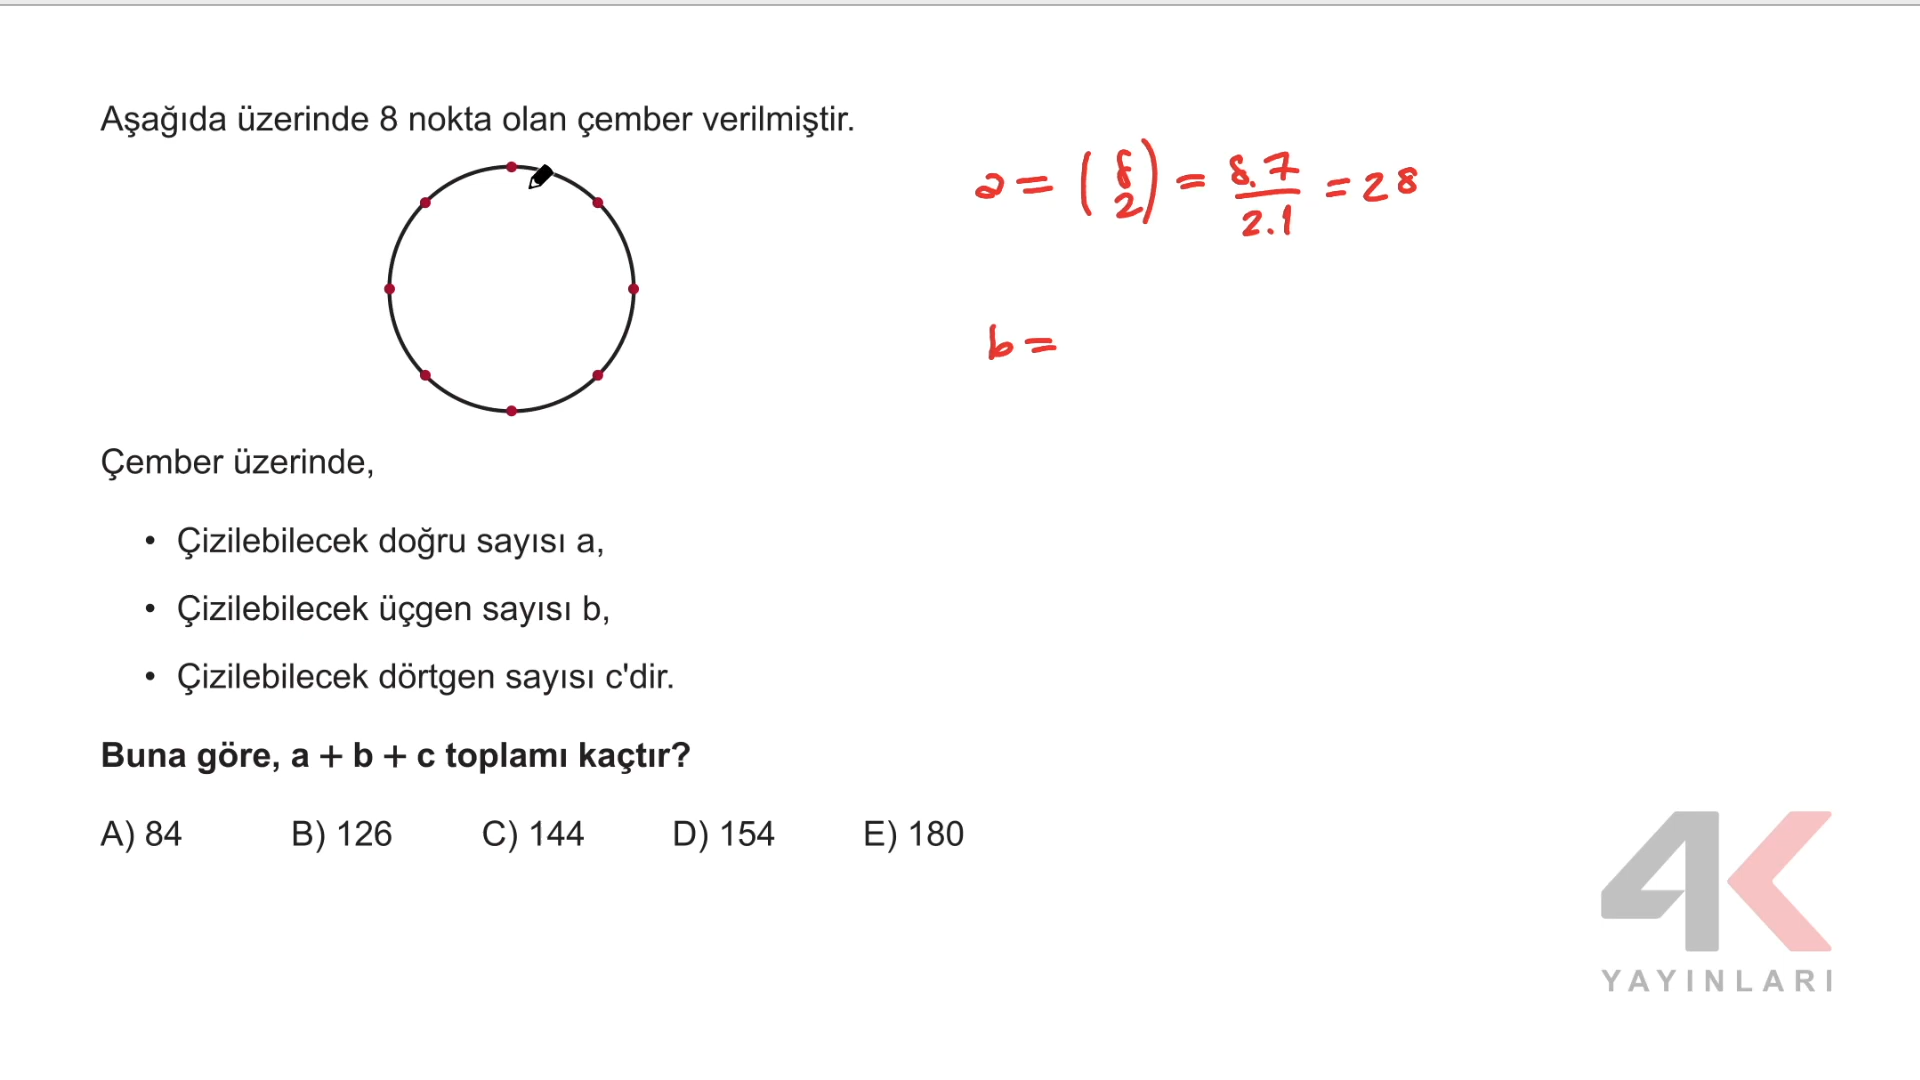 Aşağıda üzerinde 8 nokta olan çember verilmiştir.
a = (8 2) = 8.7 / 2.1 = 28
b =
Çember üzerinde,
• Çizilebilecek doğru sayısı a,
• Çizilebilecek üçgen sayısı b,
• Çizilebilecek dörtgen sayısı c'dir.
Buna göre, a + b + c toplamı kaçtır?
A) 84 B) 126 C) 144 D) 154 E) 180
4K
YAYINLARI